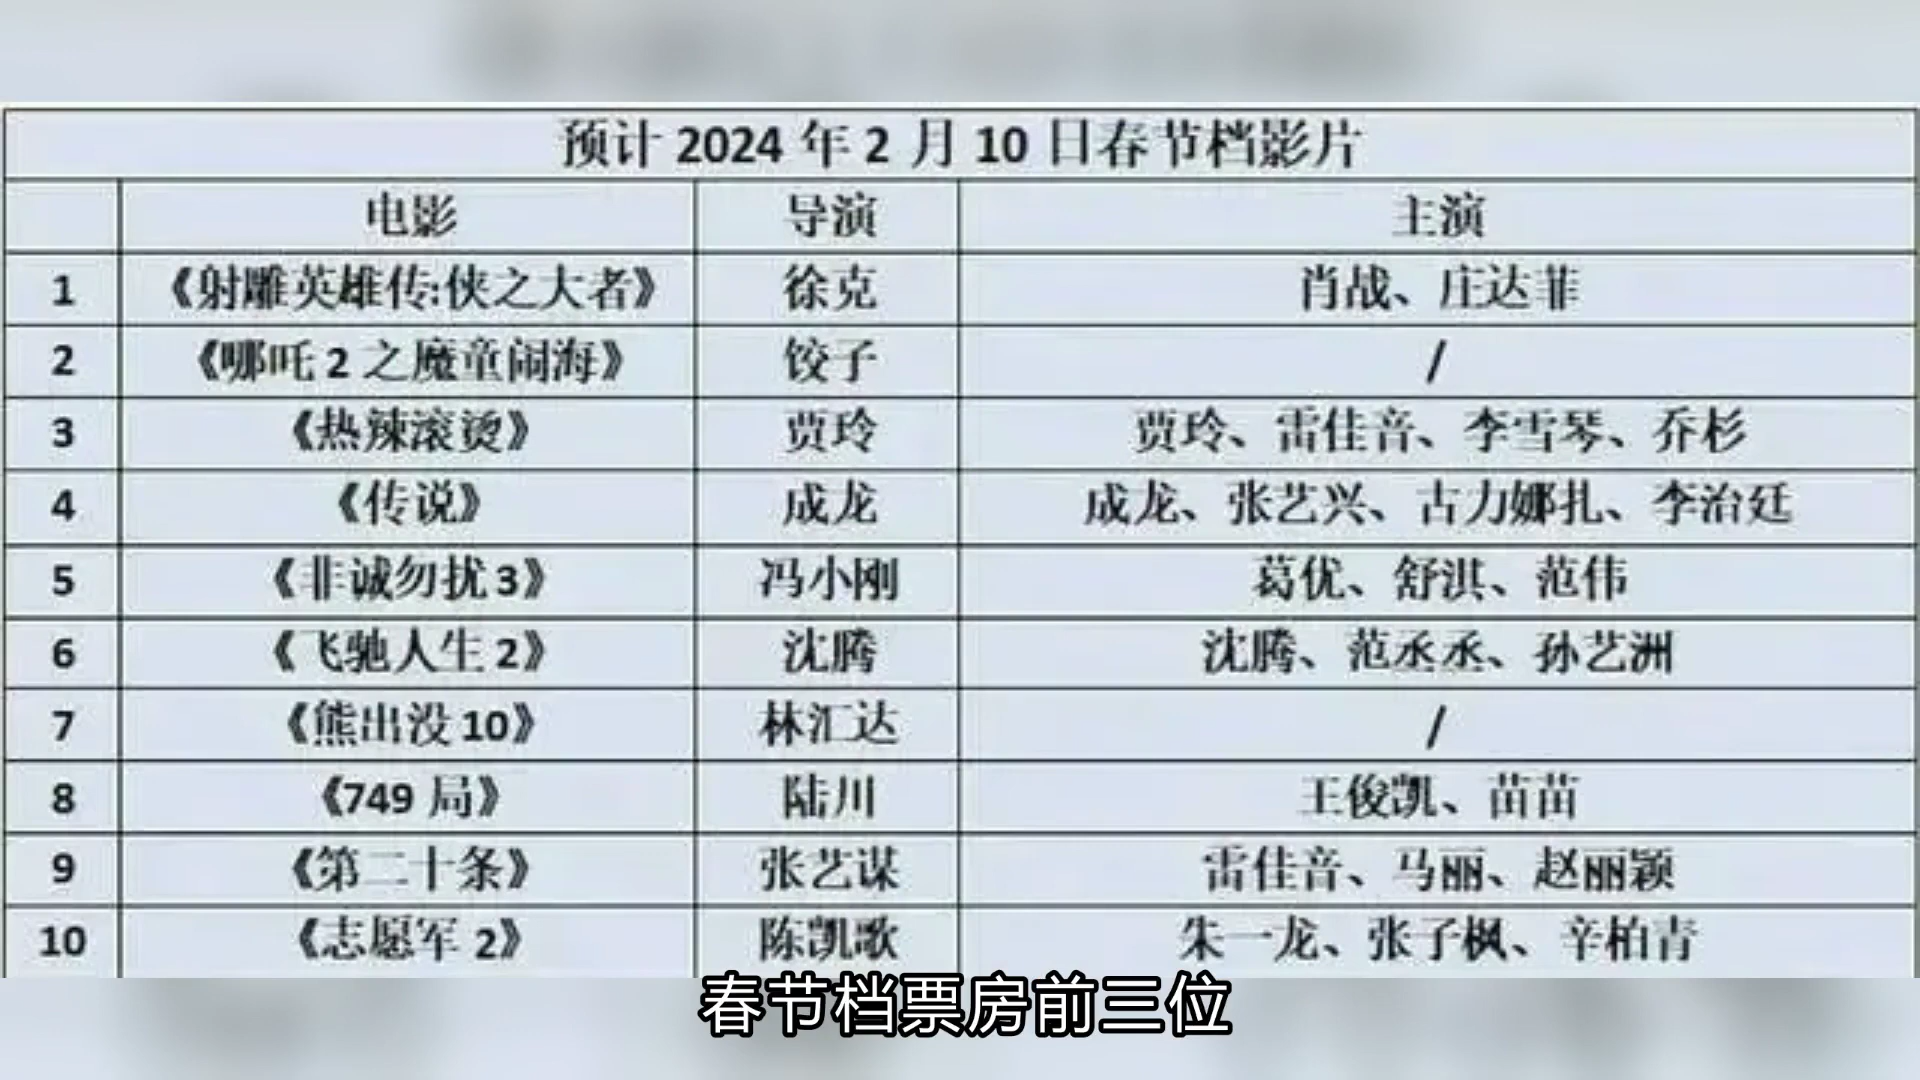 预计 2024 年 2 月 10 日春节档影片
电影 导演 主演
1 《射雕英雄传:侠之大者》 徐克 肖战、庄达菲
2 《哪吒 2 之魔童闹海》 饺子 /
3 《热辣滚烫》 贾玲 贾玲、雷佳音、李雪琴、乔杉
4 《传说》 成龙 成龙、张艺兴、古力娜扎、李治廷
5 《非诚勿扰 3》 冯小刚 葛优、舒淇、范伟
6 《飞驰人生 2》 沈腾 沈腾、范丞丞、孙艺洲
7 《熊出没 10》 林汇达 /
8 《749 局》 陆川 王俊凯、苗苗
9 《第二十条》 张艺谋 雷佳音、马丽、赵丽颖
10 《志愿军 2》 陈凯歌 朱一龙、张子枫、辛柏青
春节档票房前三位